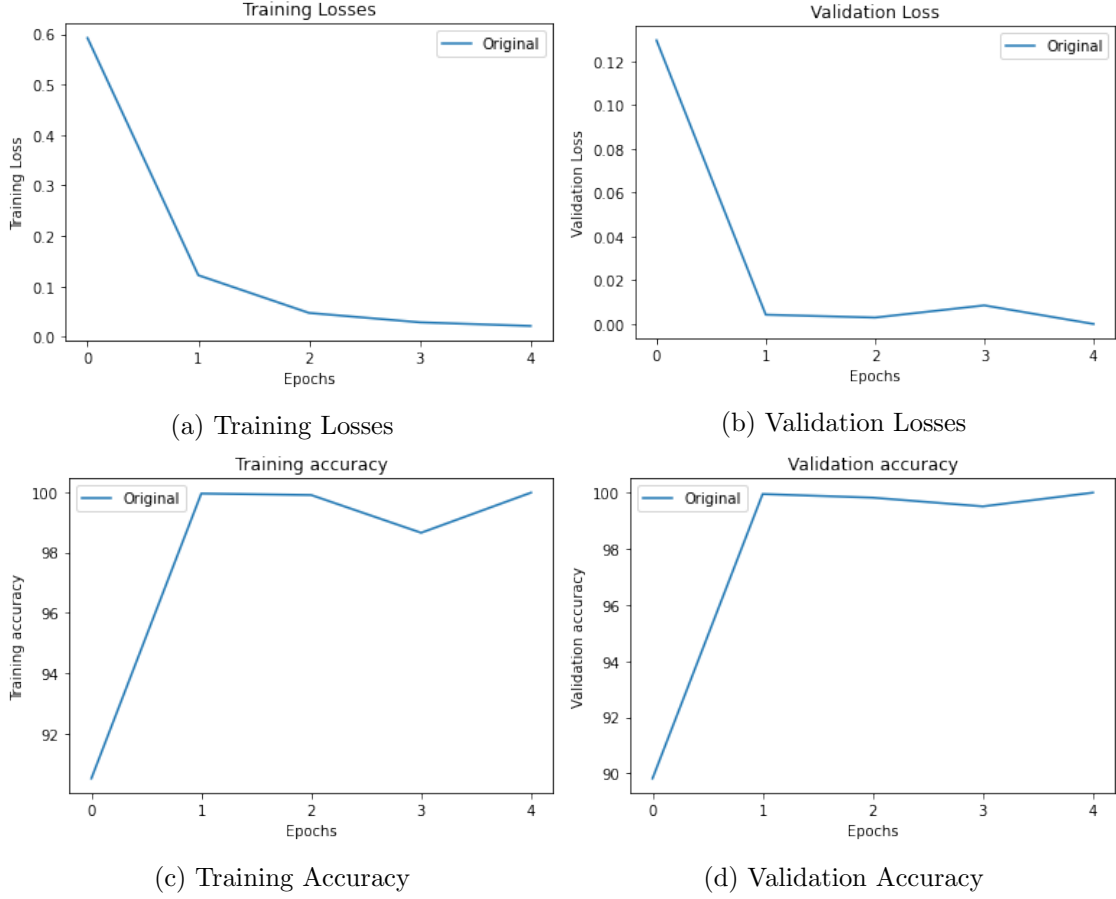 Training Losses
Original
0.6
0.5
0.4
0.3
0.2
0.1
0.0
Training Loss
0 1 2 3 4
Epochs
(a) Training Losses
Validation Loss
Original
0.12
0.10
0.08
0.06
0.04
0.02
0.00
Validation Loss
0 1 2 3 4
Epochs
(b) Validation Losses
Training accuracy
Original
100
98
96
94
92
Training accuracy
0 1 2 3 4
Epochs
(c) Training Accuracy
Validation accuracy
Original
100
98
96
94
92
90
Validation accuracy
0 1 2 3 4
Epochs
(d) Validation Accuracy